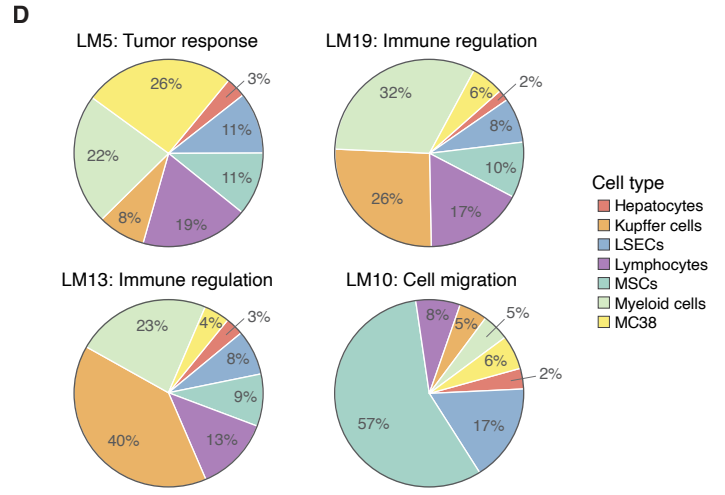 D
LM5: Tumor response
26%
3%
11%
11%
19%
8%
22%
LM19: Immune regulation
32%
6%
2%
8%
10%
17%
26%
LM13: Immune regulation
23%
4%
3%
8%
9%
13%
40%
LM10: Cell migration
8%
5%
5%
6%
2%
17%
57%
Cell type
Hepatocytes
Kupffer cells
LSECs
Lymphocytes
MSCs
Myeloid cells
MC38